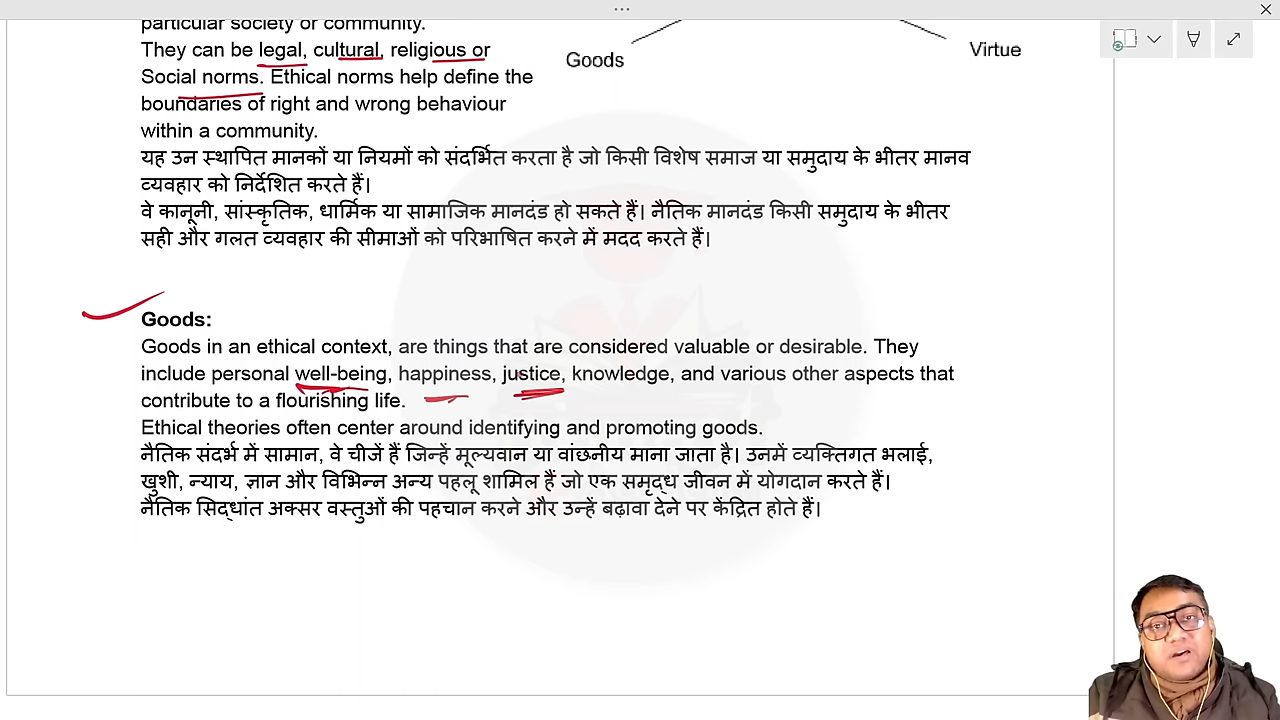 particular society or community.
They can be legal, cultural, religious or
Goods
Virtue
Social norms. Ethical norms help define the
boundaries of right and wrong behaviour
within a community.
यह उन स्थापित मानकों या नियमों को संदर्भित करता है जो किसी विशेष समाज या समुदाय के भीतर मानव
व्यवहार को निर्देशित करते हैं।
वे कानूनी, सांस्कृतिक, धार्मिक या सामाजिक मानदंड हो सकते हैं। नैतिक मानदंड किसी समुदाय के भीतर
सही और गलत व्यवहार की सीमाओं को परिभाषित करने में मदद करते हैं।
Goods:
Goods in an ethical context, are things that are considered valuable or desirable. They
include personal well-being, happiness, justice, knowledge, and various other aspects that
contribute to a flourishing life.
Ethical theories often center around identifying and promoting goods.
नैतिक संदर्भ में सामान, वे चीजें हैं जिन्हें मूल्यवान या वांछनीय माना जाता है। उनमें व्यक्तिगत भलाई,
खुशी, न्याय, ज्ञान और विभिन्न अन्य पहलू शामिल हैं जो एक समृद्ध जीवन में योगदान करते हैं।
नैतिक सिद्धांत अक्सर वस्तुओं की पहचान करने और उन्हें बढ़ावा देने पर केंद्रित होते हैं।